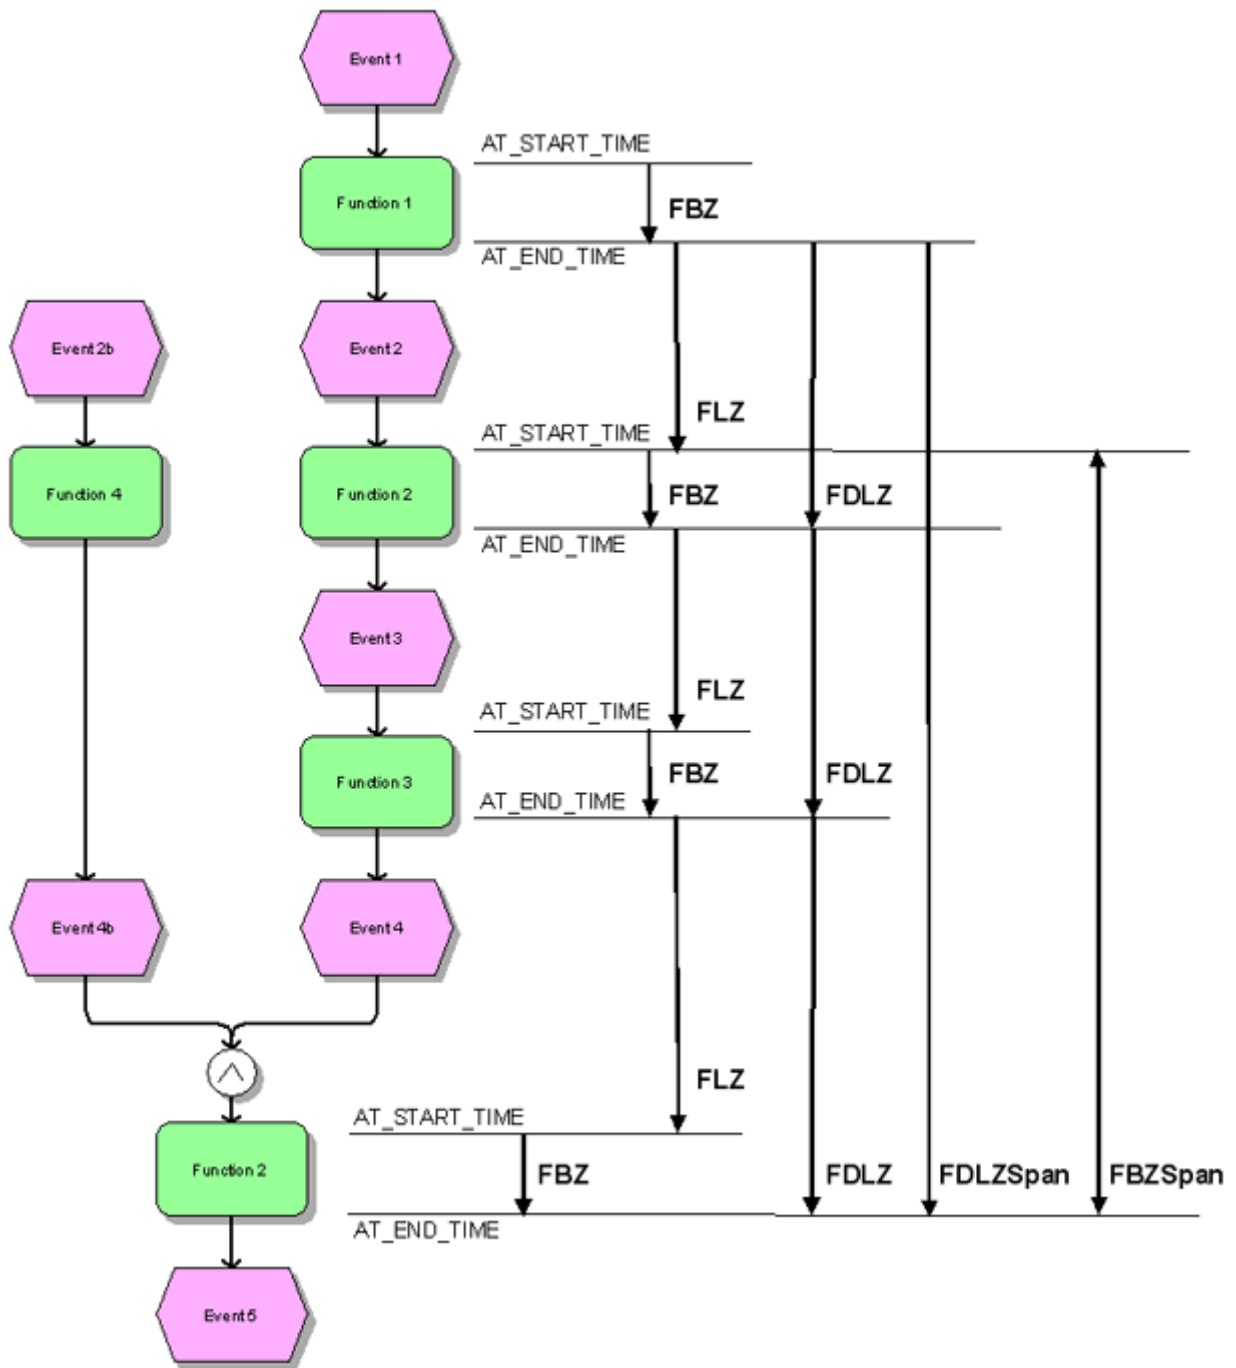 Event 1
AT_START_TIME
Function 1
FBZ
AT_END_TIME
Event 2b
Event 2
FLZ
AT_START_TIME
Function 4
Function 2
FBZ
FDLZ
AT_END_TIME
Event 3
FLZ
AT_START_TIME
Function 3
FBZ
FDLZ
AT_END_TIME
Event 4b
Event 4
FLZ
AT_START_TIME
Function 2
FBZ
FDLZ
FDLZSpan
FBZSpan
AT_END_TIME
Event 5